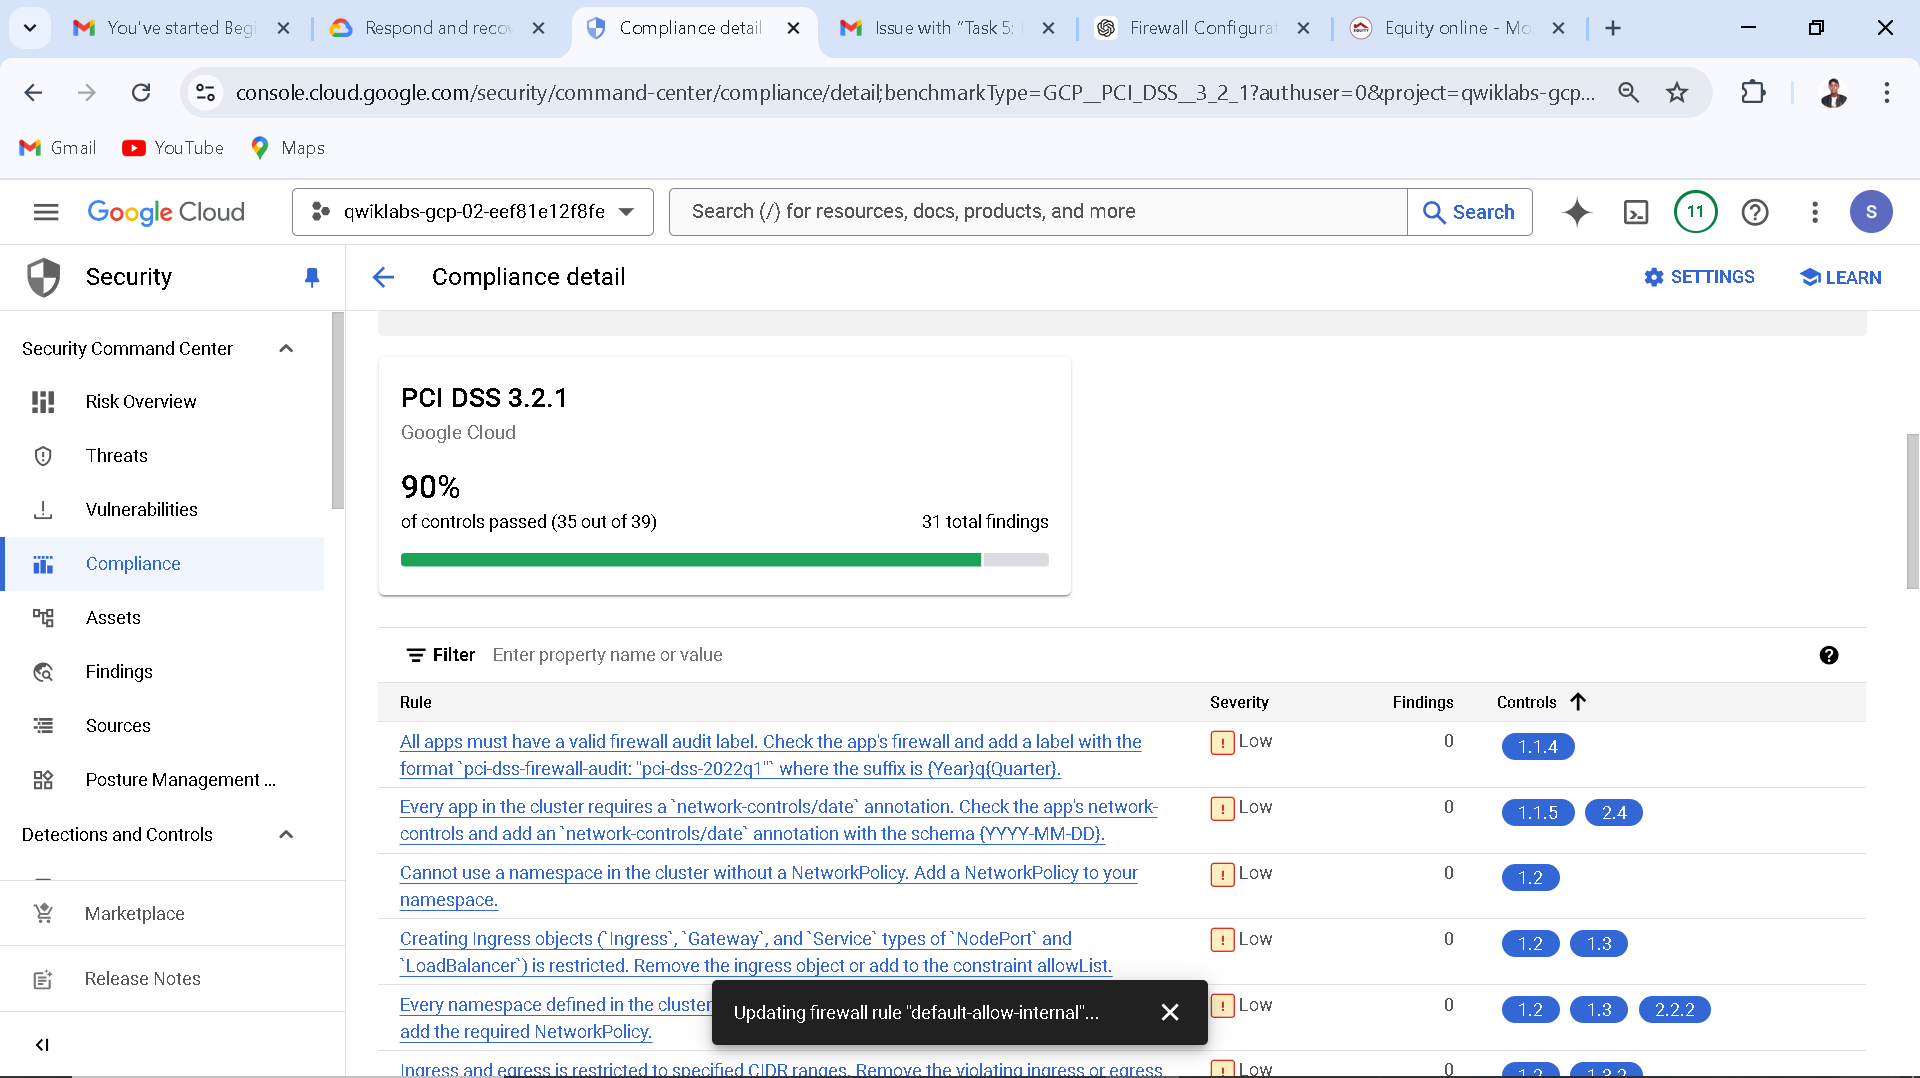 You've started Begi
Respond and reco
Compliance detail
Issue with “Task 5:
Firewall Configurat
Equity online - Mo
console.cloud.google.com/security/command-center/compliance/detail;benchmarkType=GCP__PCI_DSS__3_2_1?authuser=0&project=qwiklabs-gcp...
Gmail
YouTube
Maps
Google Cloud
qwiklabs-gcp-02-eef81e12f8fe
Search (/) for resources, docs, products, and more
Search
11
S
Security
Compliance detail
SETTINGS
LEARN
Security Command Center
Risk Overview
Threats
Vulnerabilities
Compliance
Assets
Findings
Sources
Posture Management ...
Detections and Controls
Marketplace
Release Notes
PCI DSS 3.2.1
Google Cloud
90%
of controls passed (35 out of 39)
31 total findings
Filter
Enter property name or value
Rule
Severity
Findings
Controls
All apps must have a valid firewall audit label. Check the app's firewall and add a label with the
format `pci-dss-firewall-audit: "pci-dss-2022q1"` where the suffix is {Year}q{Quarter}.
Low
0
1.1.4
Every app in the cluster requires a `network-controls/date` annotation. Check the app's network-
controls and add an `network-controls/date` annotation with the schema {YYYY-MM-DD}.
Low
0
1.1.5
2.4
Cannot use a namespace in the cluster without a NetworkPolicy. Add a NetworkPolicy to your
namespace.
Low
0
1.2
Creating Ingress objects (`Ingress`, `Gateway`, and `Service` types of `NodePort` and
`LoadBalancer`) is restricted. Remove the ingress object or add to the constraint allowList.
Low
0
1.2
1.3
Every namespace defined in the cluster
add the required NetworkPolicy.
Low
0
1.2
1.3
2.2.2
Updating firewall rule "default-allow-internal"...
Ingress and egress is restricted to specified CIDR ranges. Remove the violating ingress or egress
Low
0
1.2
1.3.2